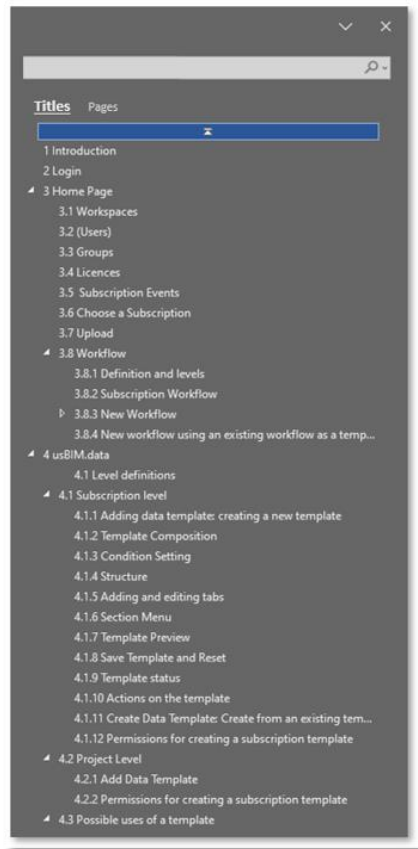 Titles Pages
1 Introduction
2 Login
3 Home Page
3.1 Workspaces
3.2 (Users)
3.3 Groups
3.4 Licences
3.5 Subscription Events
3.6 Choose a Subscription
3.7 Upload
3.8 Workflow
3.8.1 Definition and levels
3.8.2 Subscription Workflow
3.8.3 New Workflow
3.8.4 New workflow using an existing workflow as a temp...
4 usBIM.data
4.1 Level definitions
4.1 Subscription level
4.1.1 Adding data template: creating a new template
4.1.2 Template Composition
4.1.3 Condition Setting
4.1.4 Structure
4.1.5 Adding and editing tabs
4.1.6 Section Menu
4.1.7 Template Preview
4.1.8 Save Template and Reset
4.1.9 Template status
4.1.10 Actions on the template
4.1.11 Create Data Template: Create from an existing tem...
4.1.12 Permissions for creating a subscription template
4.2 Project Level
4.2.1 Add Data Template
4.2.2 Permissions for creating a subscription template
4.3 Possible uses of a template